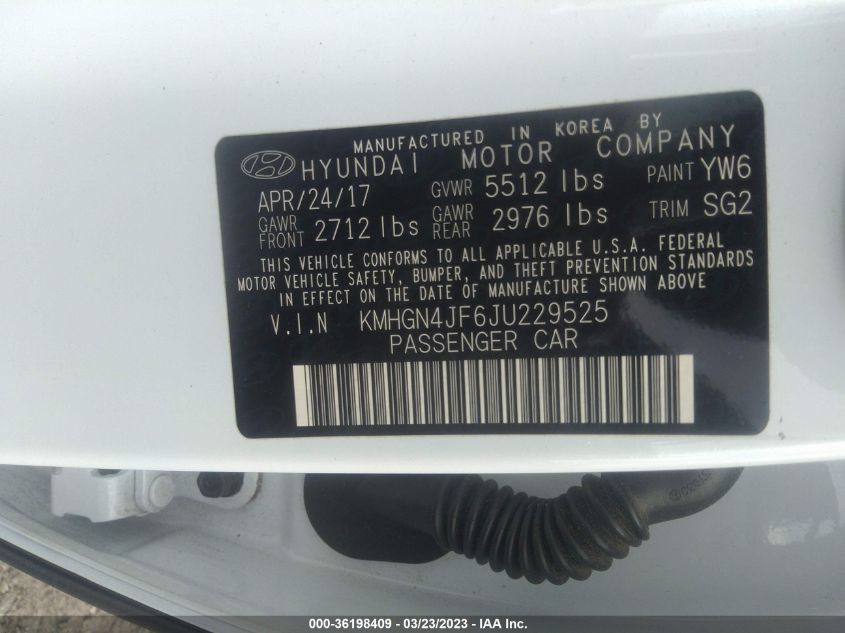 MANUFACTURED IN KOREA BY
HYUNDAI MOTOR COMPANY
APR/24/17 GVWR 5512 lbs PAINT YW6
GAWR FRONT 2712 lbs GAWR REAR 2976 lbs TRIM SG2
THIS VEHICLE CONFORMS TO ALL APPLICABLE U.S.A. FEDERAL
MOTOR VEHICLE SAFETY, BUMPER, AND THEFT PREVENTION STANDARDS
IN EFFECT ON THE DATE OF MANUFACTURE SHOWN ABOVE
V.I.N KMHGN4JF6JU229525
PASSENGER CAR
000-36198409 - 03/23/2023 - IAA Inc.